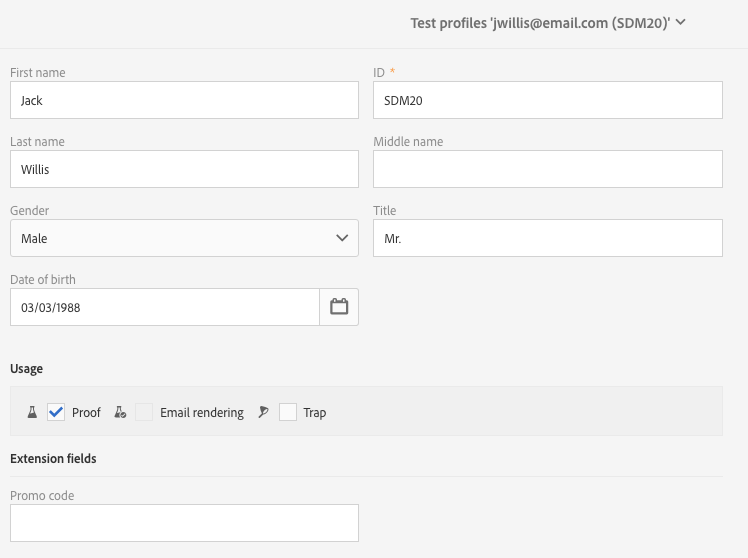 Test profiles 'jwillis@email.com (SDM20)'
First name
ID *
Jack
SDM20
Last name
Middle name
Willis
Gender
Title
Male
Mr.
Date of birth
03/03/1988
Usage
Proof
Email rendering
Trap
Extension fields
Promo code